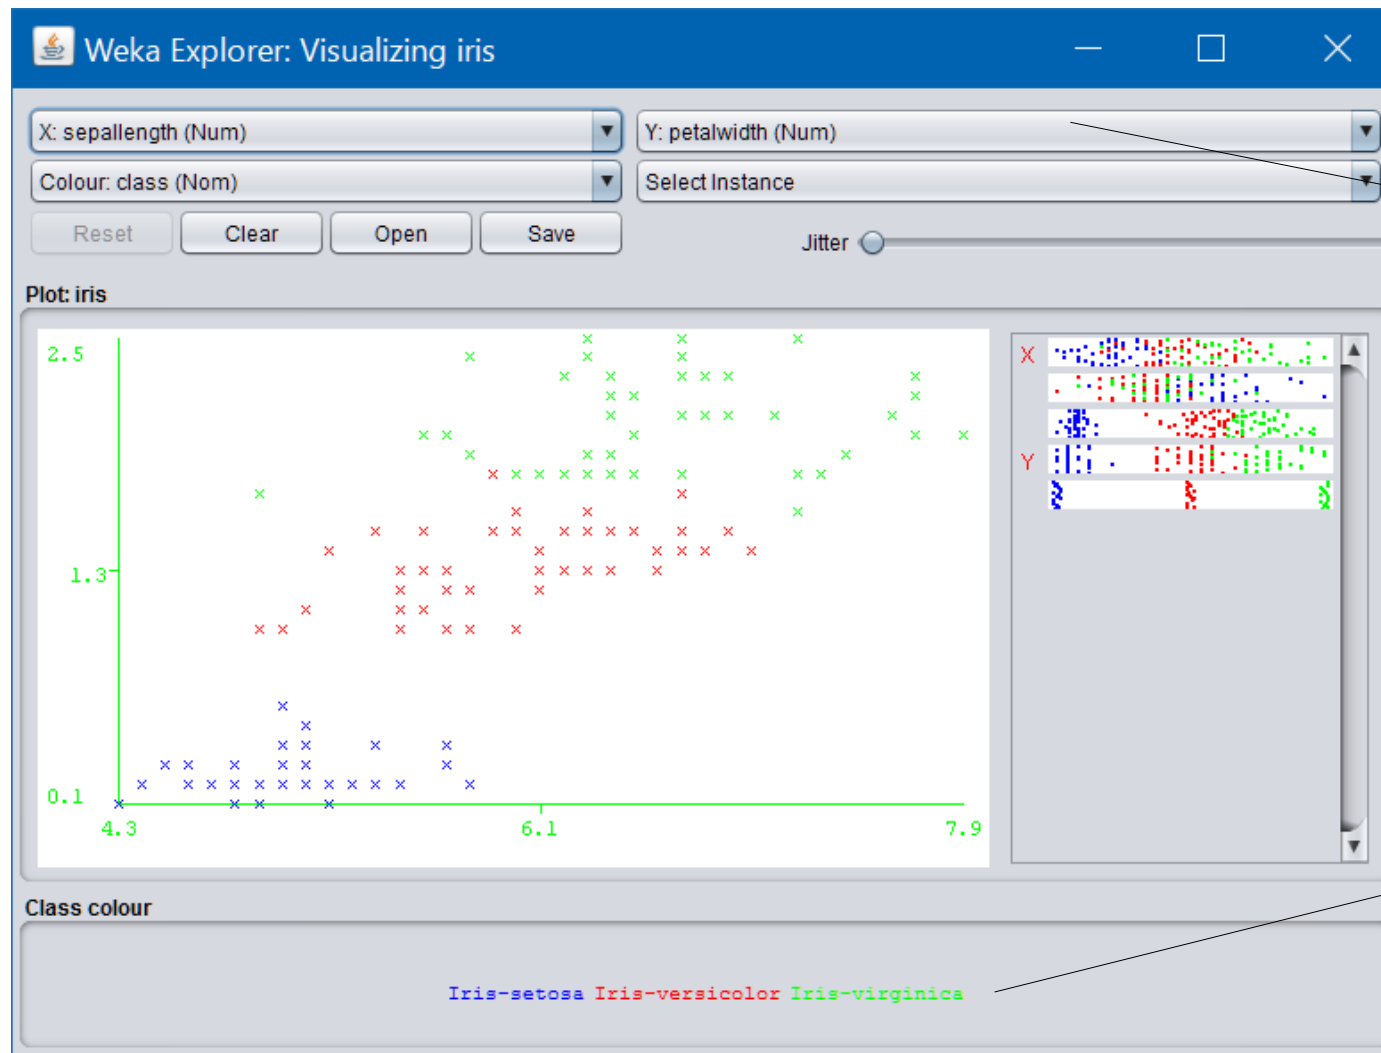 Weka Explorer: Visualizing iris
X: sepallength (Num) Y: petalwidth (Num)
Colour: class (Nom) Select Instance
Reset Clear Open Save Jitter
Plot: iris
2.5
1.3
0.1
4.3 6.1 7.9
X
Y
Class colour
Iris-setosa Iris-versicolor Iris-virginica